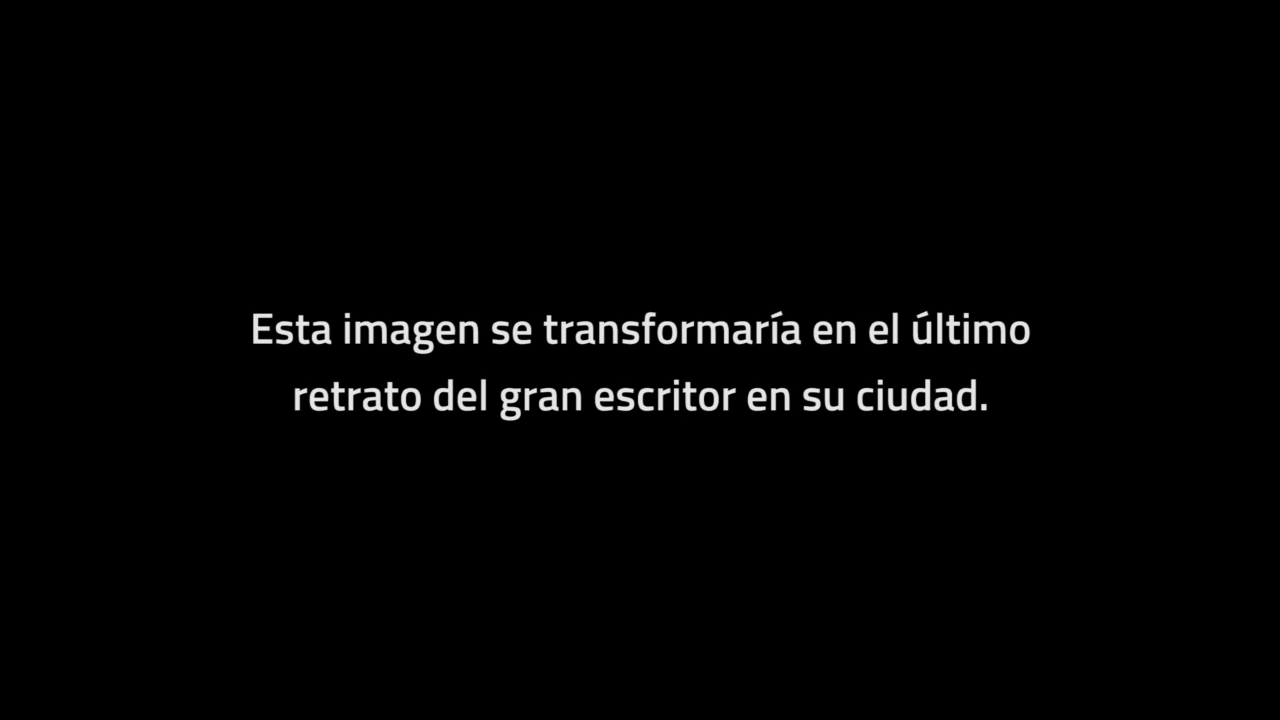 Esta imagen se transformaría en el último
retrato del gran escritor en su ciudad.